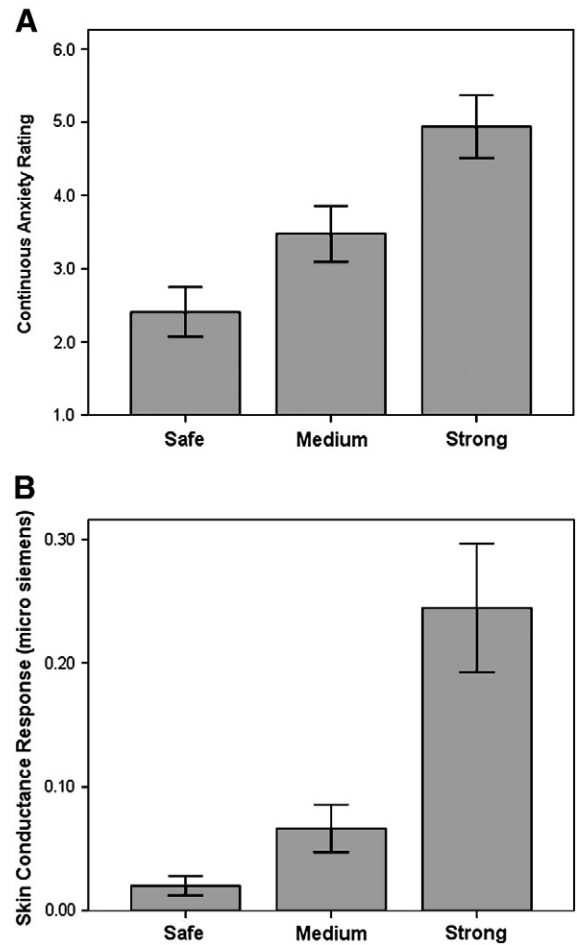 A
Continuous Anxiety Rating
6.0
5.0
4.0
3.0
2.0
1.0
Safe Medium Strong
B
Skin Conductance Response (micro siemens)
0.30
0.20
0.10
0.00
Safe Medium Strong